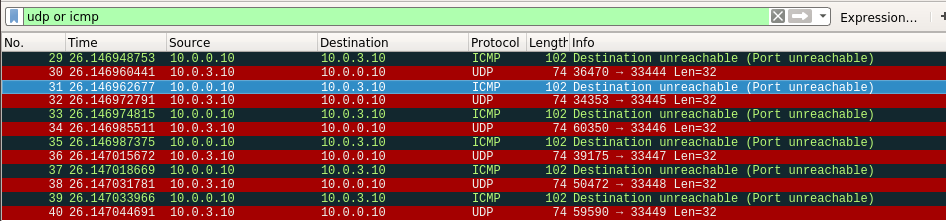 udp or icmp Expression…
No. Time Source Destination Protocol Length Info
29 26.146948753 10.0.0.10 10.0.3.10 ICMP 102 Destination unreachable (Port unreachable)
30 26.146960441 10.0.3.10 10.0.0.10 UDP 74 36470 → 33444 Len=32
31 26.146962677 10.0.0.10 10.0.3.10 ICMP 102 Destination unreachable (Port unreachable)
32 26.146972791 10.0.3.10 10.0.0.10 UDP 74 34353 → 33445 Len=32
33 26.146974815 10.0.0.10 10.0.3.10 ICMP 102 Destination unreachable (Port unreachable)
34 26.146985511 10.0.3.10 10.0.0.10 UDP 74 60350 → 33446 Len=32
35 26.146987375 10.0.0.10 10.0.3.10 ICMP 102 Destination unreachable (Port unreachable)
36 26.147015672 10.0.3.10 10.0.0.10 UDP 74 39175 → 33447 Len=32
37 26.147018669 10.0.0.10 10.0.3.10 ICMP 102 Destination unreachable (Port unreachable)
38 26.147031781 10.0.3.10 10.0.0.10 UDP 74 50472 → 33448 Len=32
39 26.147033966 10.0.0.10 10.0.3.10 ICMP 102 Destination unreachable (Port unreachable)
40 26.147044691 10.0.3.10 10.0.0.10 UDP 74 59590 → 33449 Len=32